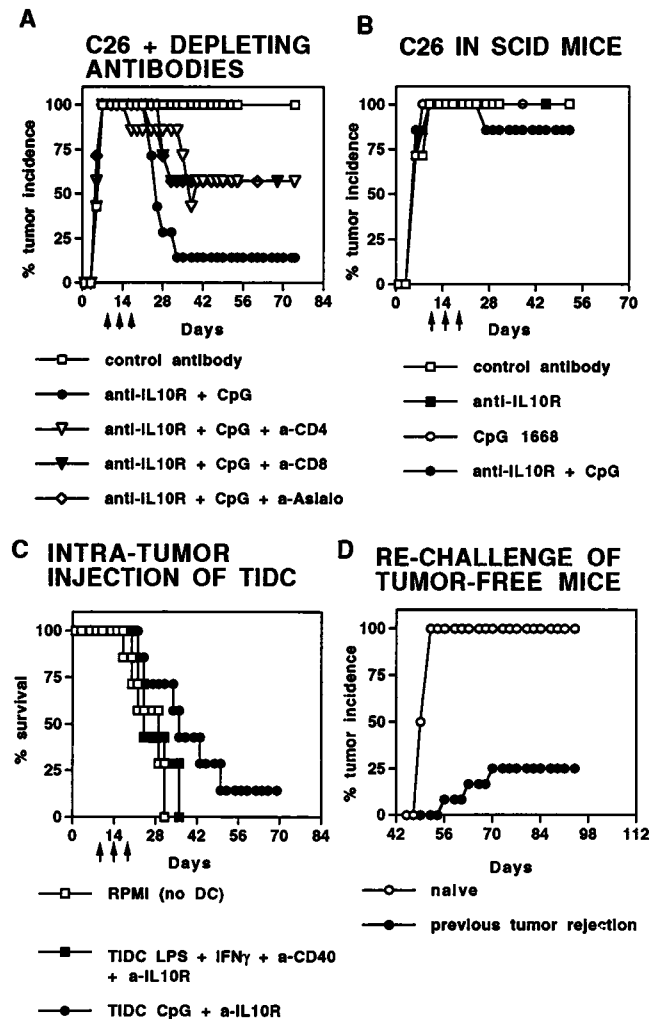 A
C26 + DEPLETING
ANTIBODIES
% tumor incidence
100
75
50
25
0
0 14 28 42 56 70 84
Days
control antibody
anti-IL10R + CpG
anti-IL10R + CpG + a-CD4
anti-IL10R + CpG + a-CD8
anti-IL10R + CpG + a-Asialo
B
C26 IN SCID MICE
% tumor incidence
100
75
50
25
0
0 14 28 42 56 70
Days
control antibody
anti-IL10R
CpG 1668
anti-IL10R + CpG
C
INTRA-TUMOR
INJECTION OF TIDC
% survival
100
75
50
25
0
0 14 28 42 56 70 84
Days
RPMI (no DC)
TIDC LPS + IFNγ + a-CD40
+ a-IL10R
TIDC CpG + a-IL10R
D
RE-CHALLENGE OF
TUMOR-FREE MICE
% tumor incidence
100
75
50
25
0
42 56 70 84 98 112
Days
naive
previous tumor rejection